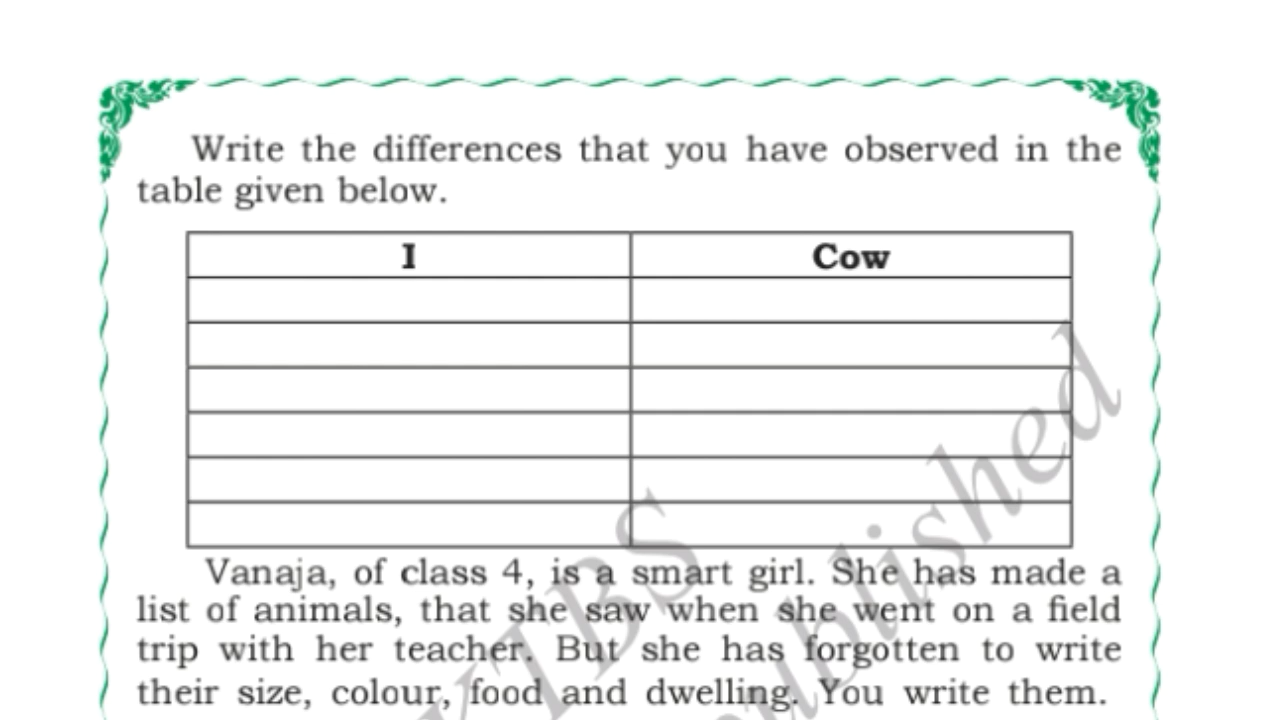 Write the differences that you have observed in the
table given below.
I Cow
Vanaja, of class 4, is a smart girl. She has made a
list of animals, that she saw when she went on a field
trip with her teacher. But she has forgotten to write
their size, colour, food and dwelling. You write them.
KTBS